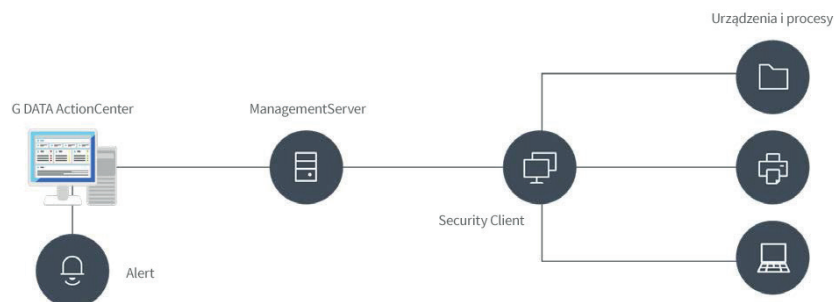 Urządzenia i procesy
G DATA ActionCenter
ManagementServer
Security Client
Alert